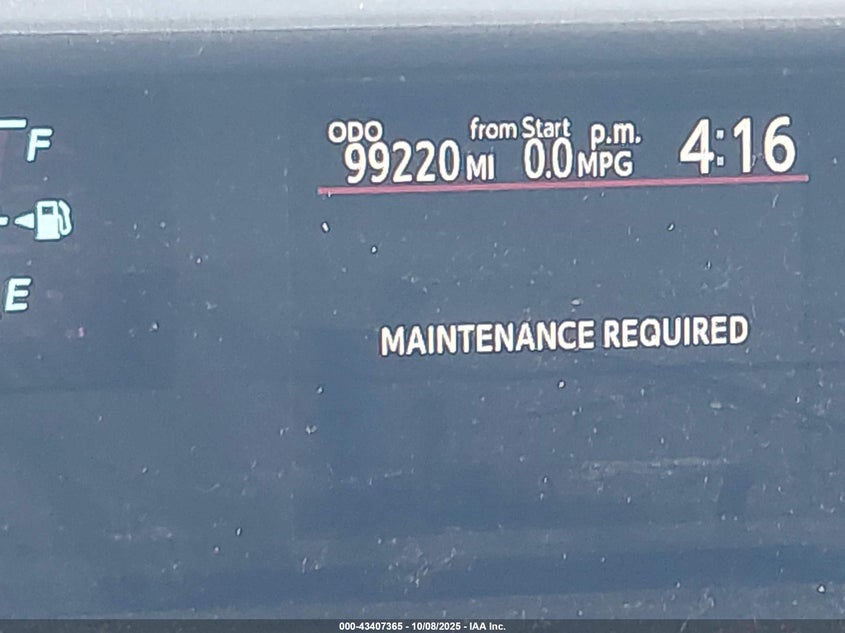 F
ODO from Start p.m. 4:16
99220 MI 0.0 MPG
E
MAINTENANCE REQUIRED
000-43407365 - 10/08/2025 - IAA Inc.